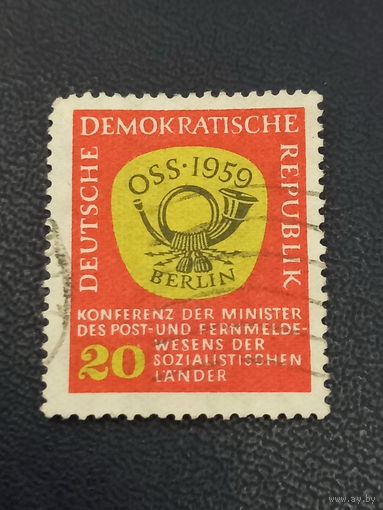 DEUTSCHE DEMOKRATISCHE REPUBLIK
OSS·1959
BERLIN
KONFERENZ DER MINISTER
DES POST-UND FERNMELDE-
WESENS DER
20 SOZIALISTISCHEN
LÄNDER
www.ay.by